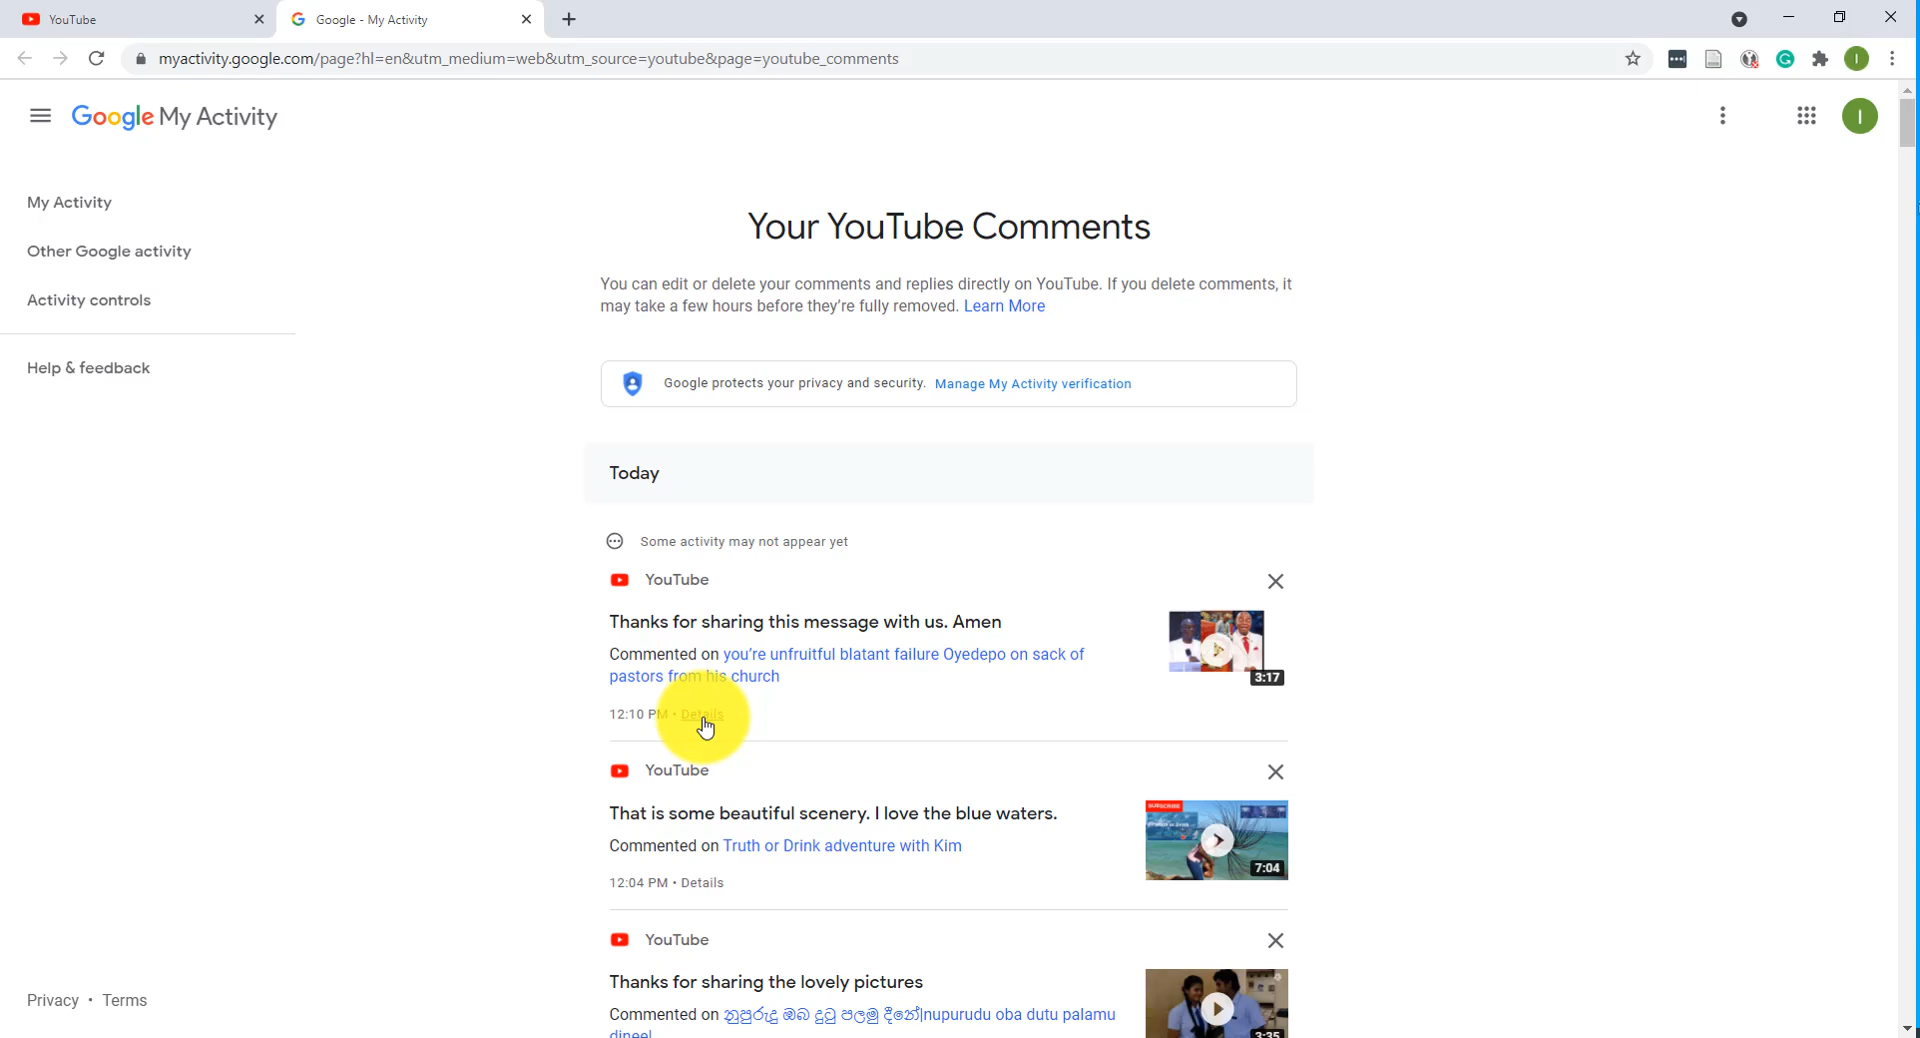 YouTube
Google - My Activity
myactivity.google.com/page?hl=en&utm_medium=web&utm_source=youtube&page=youtube_comments
I
Google My Activity
I
My Activity
Other Google activity
Activity controls
Help & feedback
Your YouTube Comments
You can edit or delete your comments and replies directly on YouTube. If you delete comments, it
may take a few hours before they're fully removed. Learn More
Google protects your privacy and security. Manage My Activity verification
Today
Some activity may not appear yet
YouTube
Thanks for sharing this message with us. Amen
Commented on you're unfruitful blatant failure Oyedepo on sack of
pastors from his church
3:17
12:10 PM • Details
YouTube
That is some beautiful scenery. I love the blue waters.
Commented on Truth or Drink adventure with Kim
SUBSCRIBE
7:04
12:04 PM • Details
YouTube
Thanks for sharing the lovely pictures
Commented on නුපුරුදු ඔබ දුටු පලමු දිනේ|nupurudu oba dutu palamu
dinee|
3:35
Privacy • Terms